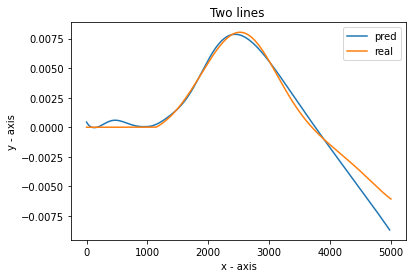 Two lines
pred
real
0.0075
0.0050
0.0025
0.0000
−0.0025
−0.0050
−0.0075
y - axis
0
1000
2000
3000
4000
5000
x - axis